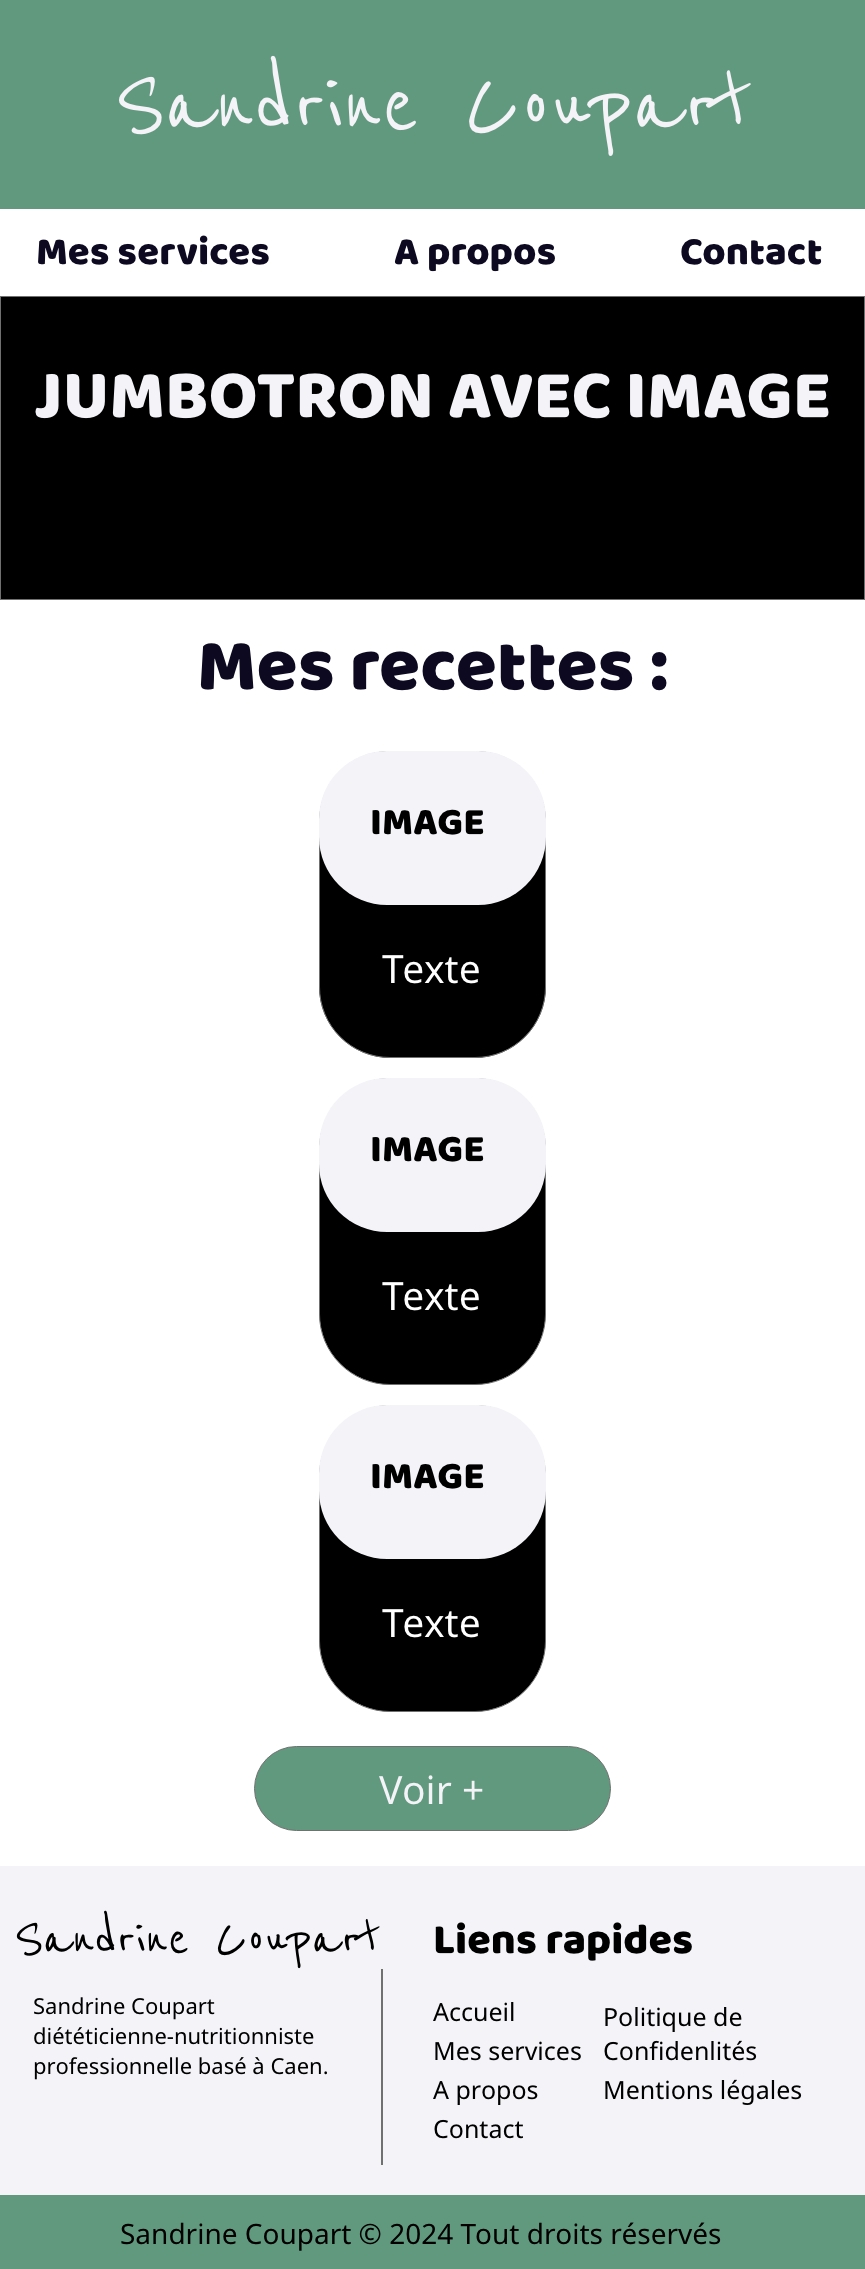 Sandrine Coupart
Mes services
A propos
Contact
JUMBOTRON AVEC IMAGE
Mes recettes :
IMAGE
Texte
IMAGE
Texte
IMAGE
Texte
Voir +
Sandrine Coupart
Sandrine Coupart
diététicienne-nutritionniste
professionnelle basé à Caen.
Liens rapides
Accueil
Mes services
A propos
Contact
Politique de
Confidenlités
Mentions légales
Sandrine Coupart © 2024 Tout droits réservés